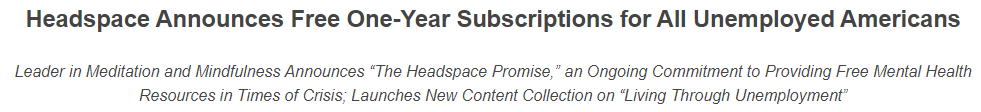 Headspace Announces Free One-Year Subscriptions for All Unemployed Americans
Leader in Meditation and Mindfulness Announces “The Headspace Promise,” an Ongoing Commitment to Providing Free Mental Health
Resources in Times of Crisis; Launches New Content Collection on “Living Through Unemployment”